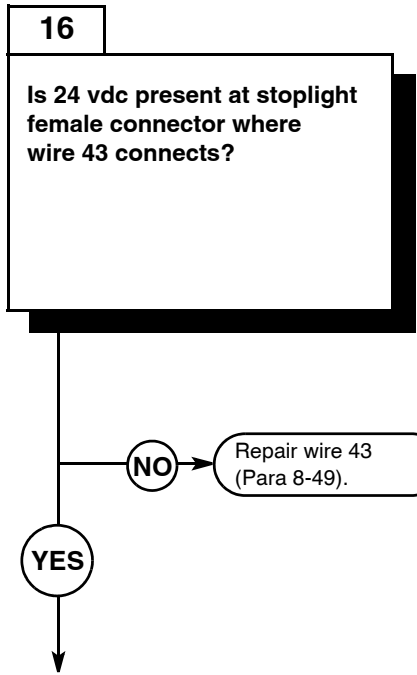 16
Is 24 vdc present at stoplight
female connector where
wire 43 connects?
NO
Repair wire 43
(Para 8-49).
YES